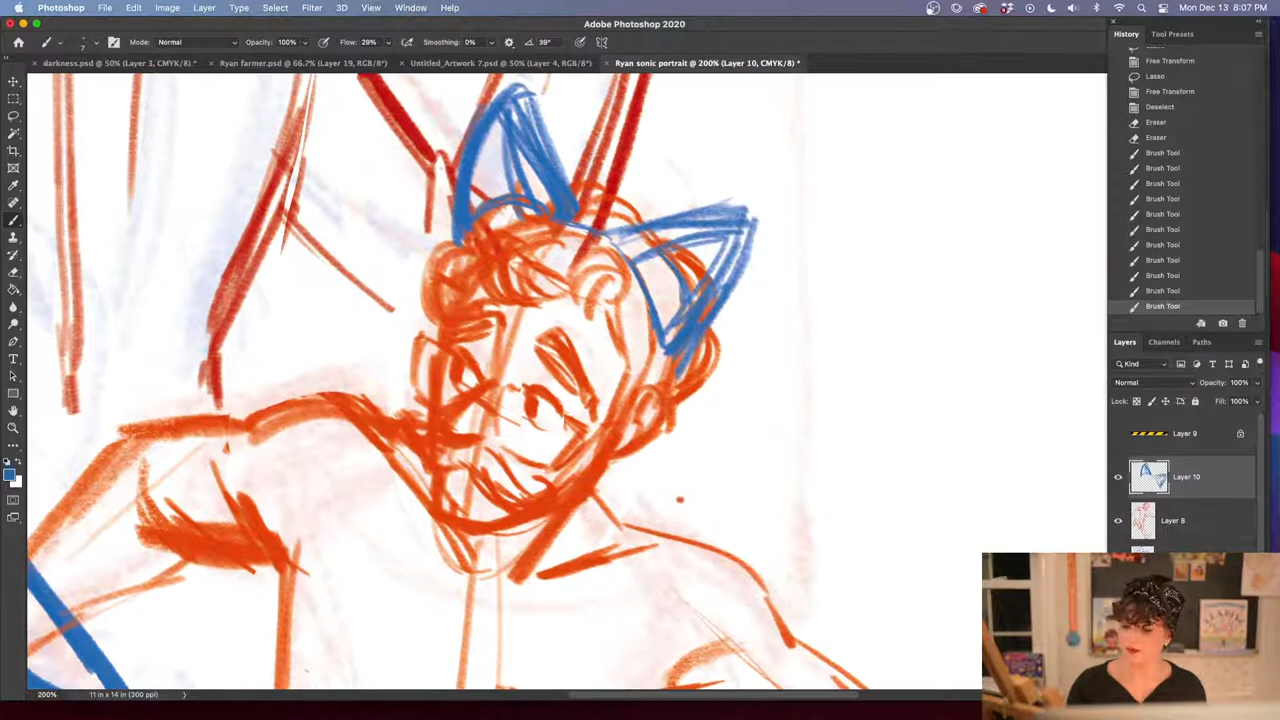 Photoshop File Edit Image Layer Type Select Filter 3D View Window Help
Mon Dec 13 8:07 PM
Adobe Photoshop 2020
7 Mode: Normal Opacity: 100% Flow: 29% Smoothing: 0% 39°
darkness.psd @ 50% (Layer 3, CMYK/8) *
Ryan farmer.psd @ 66.7% (Layer 19, RGB/8*)
Untitled_Artwork 7.psd @ 50% (Layer 4, RGB/8*)
Ryan sonic portrait @ 200% (Layer 10, CMYK/8) *
History Tool Presets
Free Transform
Lasso
Free Transform
Deselect
Eraser
Eraser
Brush Tool
Brush Tool
Brush Tool
Brush Tool
Brush Tool
Brush Tool
Brush Tool
Brush Tool
Brush Tool
Brush Tool
Brush Tool
Layers Channels Paths
Kind
Normal Opacity: 100%
Lock: Fill: 100%
Layer 9
Layer 10
Layer 8
200% 11 in x 14 in (300 ppi)